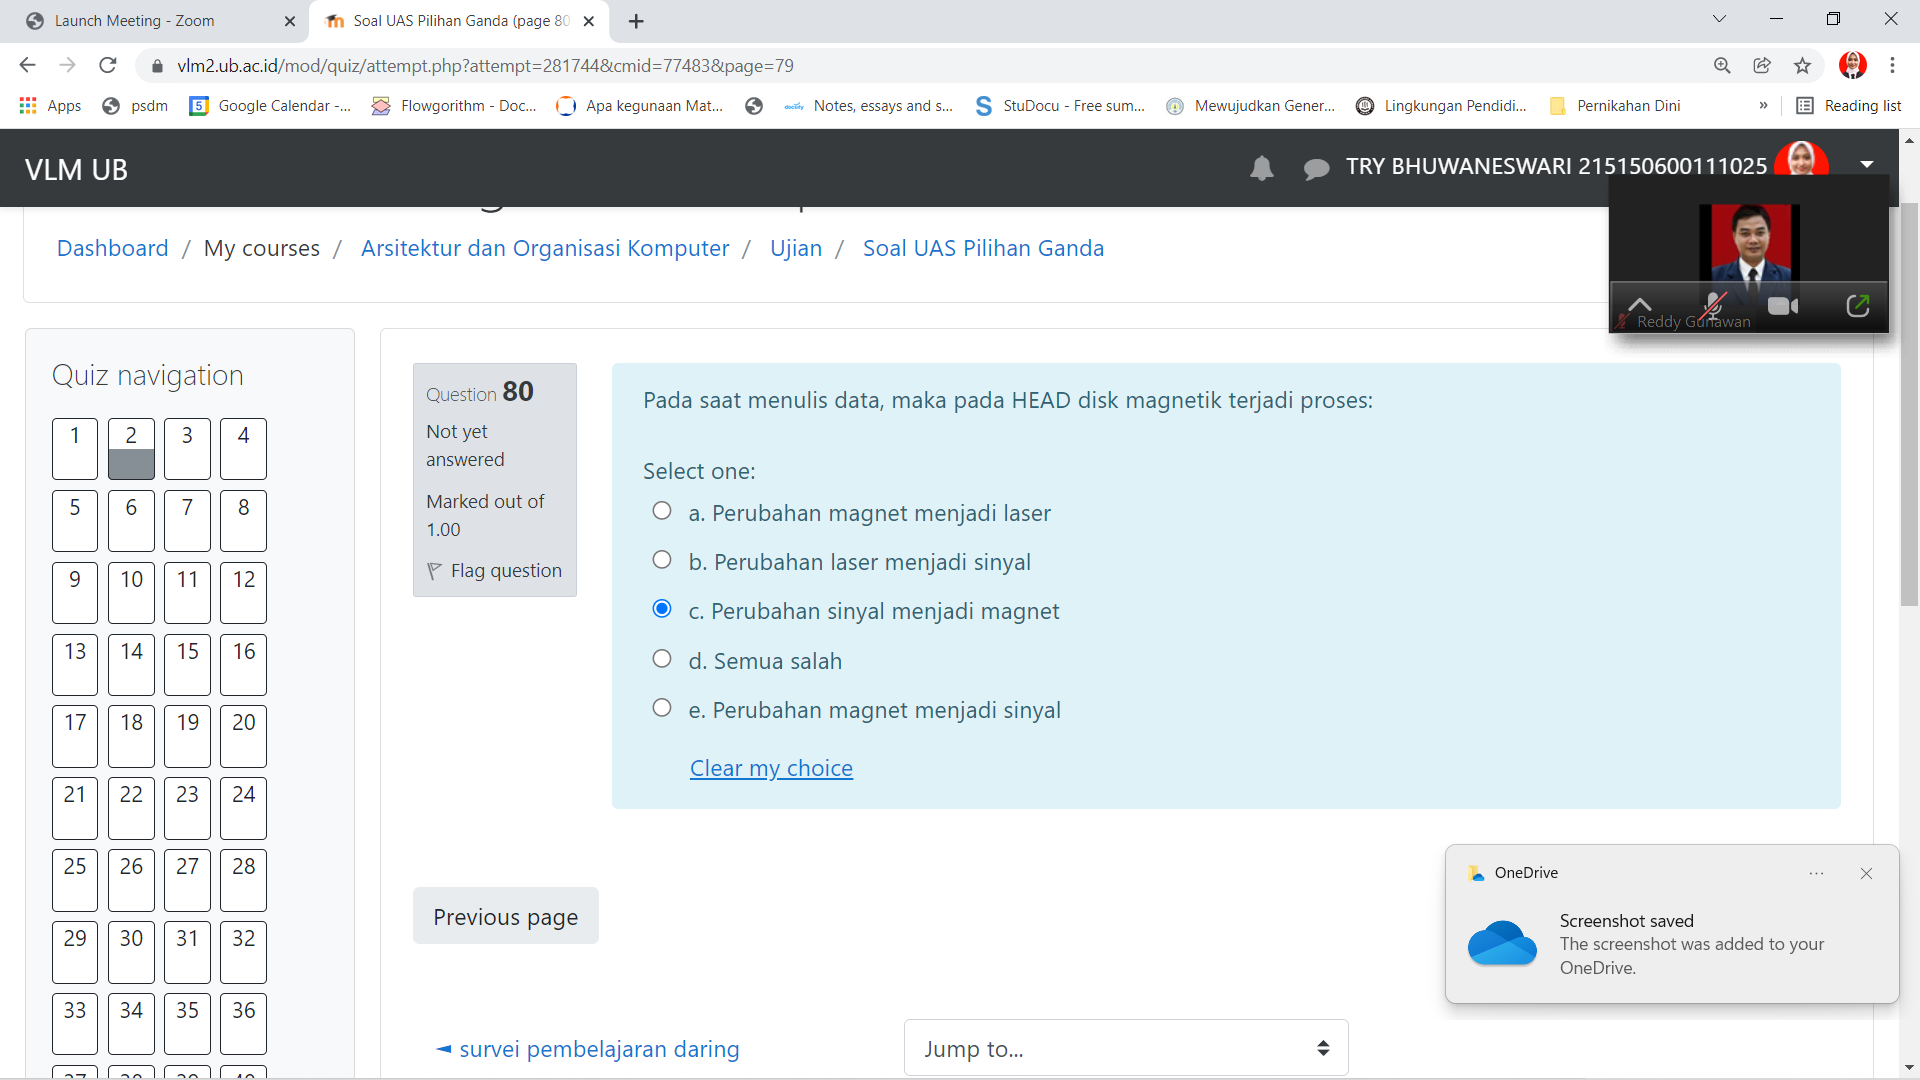 Launch Meeting - Zoom
Soal UAS Pilihan Ganda (page 80
vlm2.ub.ac.id/mod/quiz/attempt.php?attempt=281744&cmid=77483&page=79
Apps
psdm
Google Calendar -...
Flowgorithm - Doc...
Apa kegunaan Mat...
Notes, essays and s...
StuDocu - Free sum...
Mewujudkan Gener...
Lingkungan Pendidi...
Pernikahan Dini
»
Reading list
VLM UB
TRY BHUWANESWARI 215150600111025
Dashboard / My courses / Arsitektur dan Organisasi Komputer / Ujian / Soal UAS Pilihan Ganda
Reddy Gunawan
Quiz navigation
1 2 3 4
5 6 7 8
9 10 11 12
13 14 15 16
17 18 19 20
21 22 23 24
25 26 27 28
29 30 31 32
33 34 35 36
Question 80
Not yet
answered
Marked out of
1.00
Flag question
Pada saat menulis data, maka pada HEAD disk magnetik terjadi proses:
Select one:
a. Perubahan magnet menjadi laser
b. Perubahan laser menjadi sinyal
c. Perubahan sinyal menjadi magnet
d. Semua salah
e. Perubahan magnet menjadi sinyal
Clear my choice
Previous page
OneDrive
Screenshot saved
The screenshot was added to your
OneDrive.
◄ survei pembelajaran daring
Jump to...